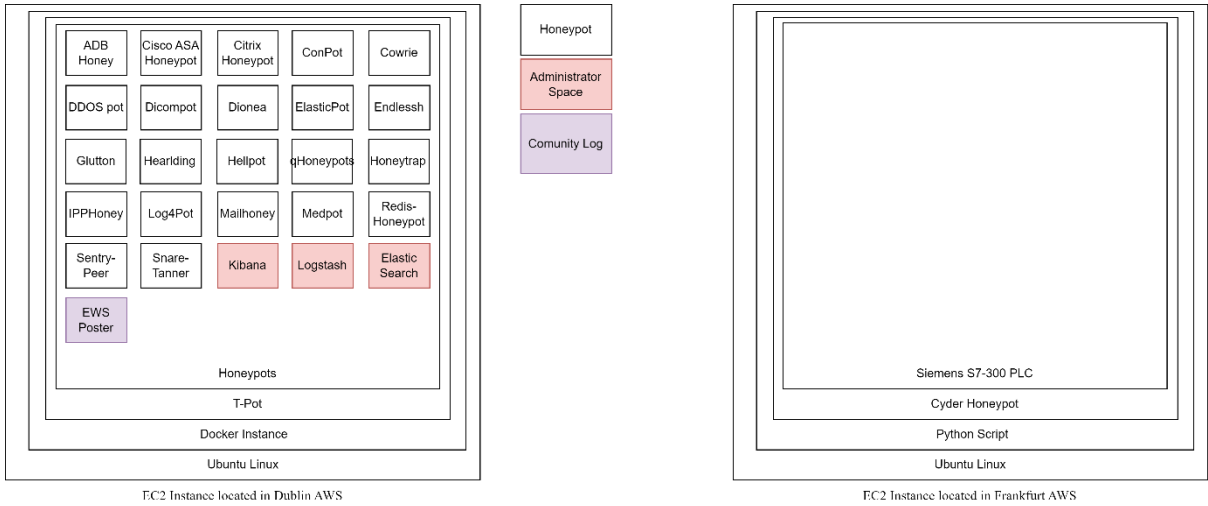 ADB
Honey
Cisco ASA
Honeypot
Citrix
Honeypot
ConPot
Cowrie
DDOS pot
Dicompot
Dionea
ElasticPot
Endlessh
Glutton
Hearlding
Hellpot
qHoneypots
Honeytrap
IPPHoney
Log4Pot
Mailhoney
Medpot
Redis-
Honeypot
Sentry-
Peer
Snare-
Tanner
Kibana
Logstash
Elastic
Search
EWS
Poster
Honeypots
T-Pot
Docker Instance
Ubuntu Linux
EC2 Instance located in Dublin AWS
Honeypot
Administrator
Space
Comunity Log
Siemens S7-300 PLC
Cyder Honeypot
Python Script
Ubuntu Linux
EC2 Instance located in Frankfurt AWS